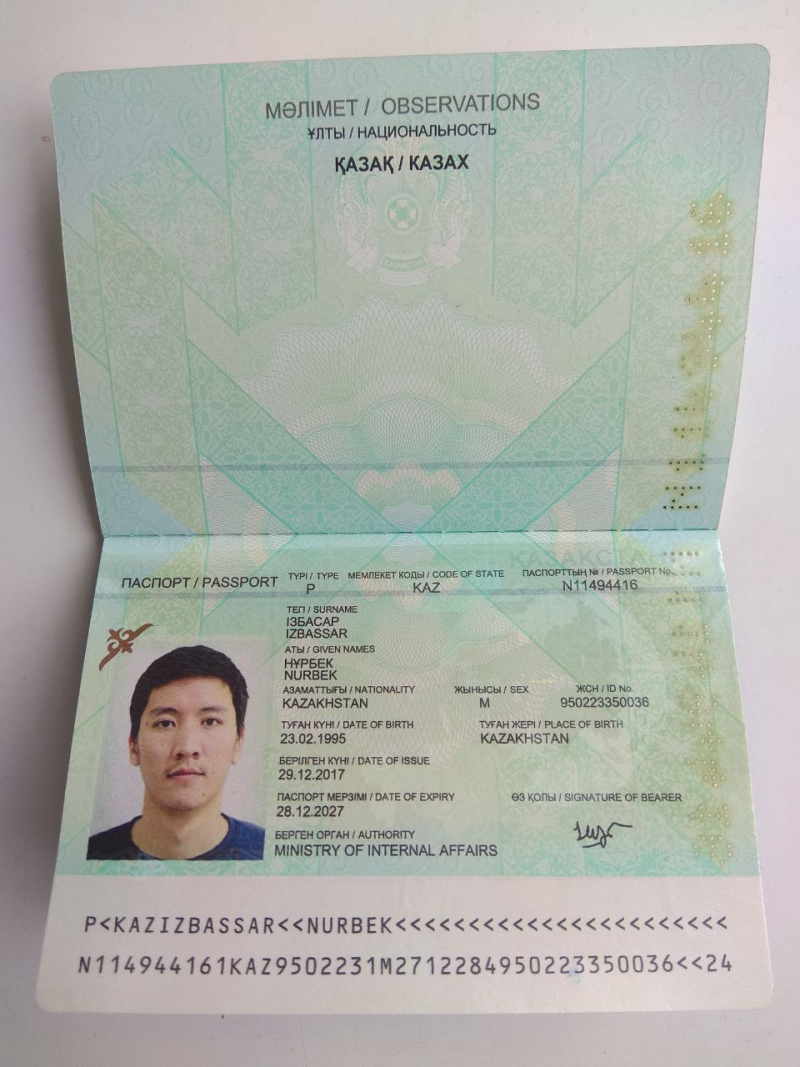 МӘЛІМЕТ / OBSERVATIONS
ҰЛТЫ / НАЦИОНАЛЬНОСТЬ
ҚАЗАҚ / КАЗАХ
ПАСПОРТ / PASSPORT
ТҮРІ / TYPE
P
МЕМЛЕКЕТ КОДЫ / CODE OF STATE
KAZ
ПАСПОРТТЫҢ № / PASSPORT No.
N11494416
ТЕГІ / SURNAME
ІЗБАСАР
IZBASSAR
АТЫ / GIVEN NAMES
НҰРБЕК
NURBEK
АЗАМАТТЫҒЫ / NATIONALITY
KAZAKHSTAN
ЖЫНЫСЫ / SEX
M
ЖСН / ID No.
950223350036
ТУҒАН КҮНІ / DATE OF BIRTH
23.02.1995
ТУҒАН ЖЕРІ / PLACE OF BIRTH
KAZAKHSTAN
БЕРІЛГЕН КҮНІ / DATE OF ISSUE
29.12.2017
ПАСПОРТ МЕРЗІМІ / DATE OF EXPIRY
28.12.2027
ӨЗ ҚОЛЫ / SIGNATURE OF BEARER
БЕРГЕН ОРГАН / AUTHORITY
MINISTRY OF INTERNAL AFFAIRS
P<KAZIZBASSAR<<NURBEK<<<<<<<<<<<<<<<<<<<<<<<
N114944161KAZ9502231M2712284950223350036<<24